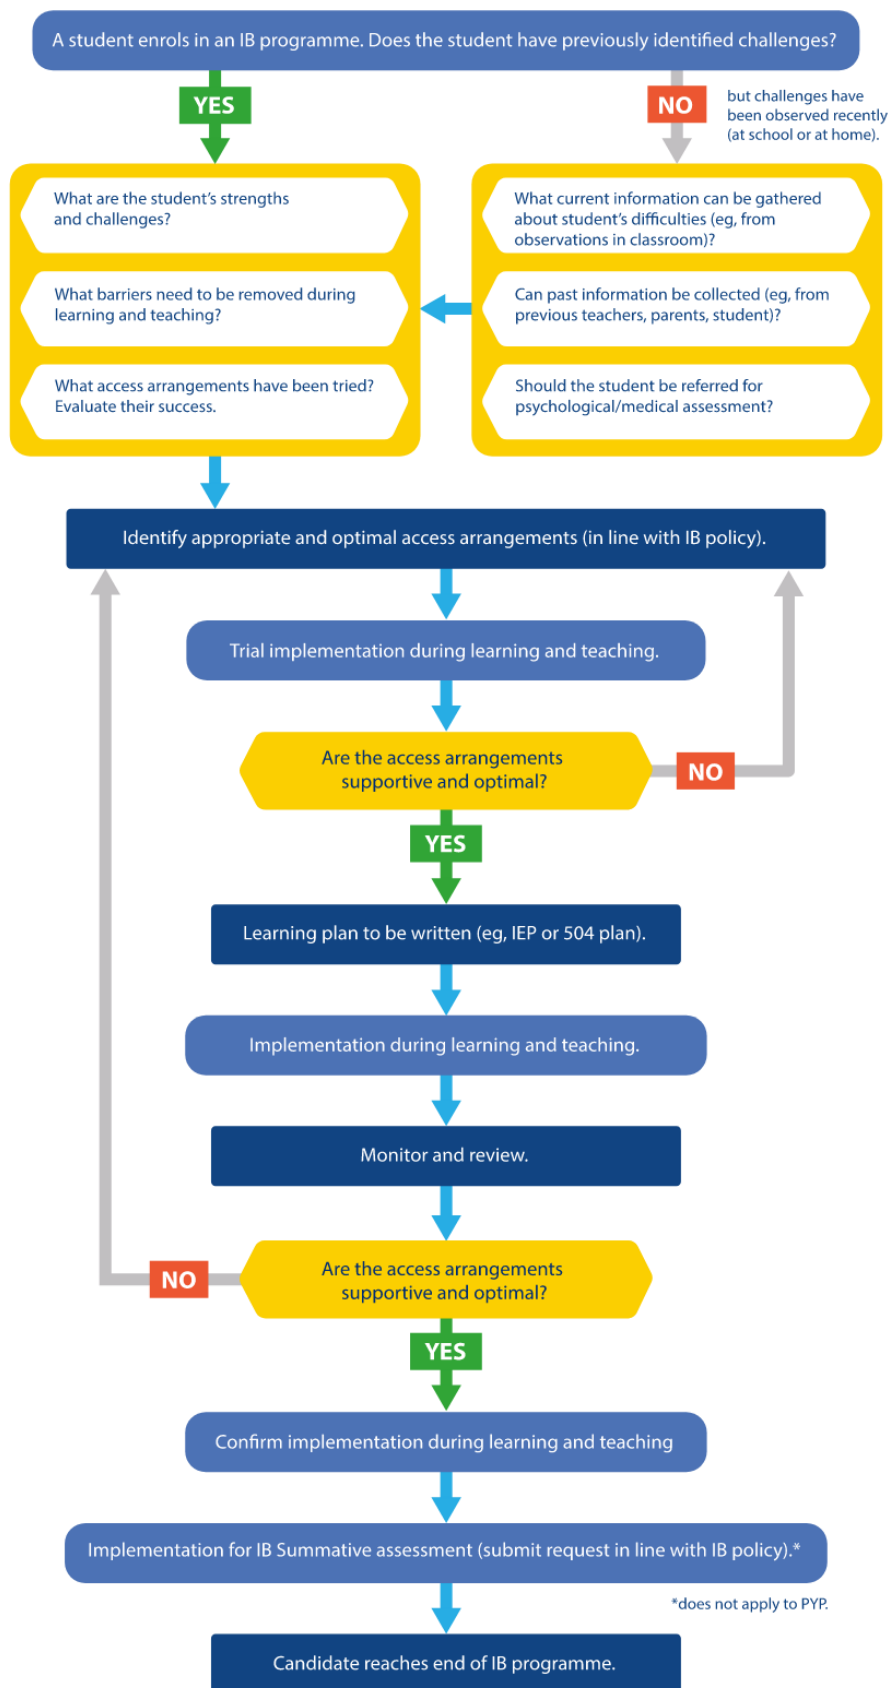 A student enrols in an IB programme. Does the student have previously identified challenges?
YES
NO
but challenges have
been observed recently
(at school or at home).
What are the student's strengths
and challenges?
What barriers need to be removed during
learning and teaching?
What access arrangements have been tried?
Evaluate their success.
What current information can be gathered
about student's difficulties (eg, from
observations in classroom)?
Can past information be collected (eg, from
previous teachers, parents, student)?
Should the student be referred for
psychological/medical assessment?
Identify appropriate and optimal access arrangements (in line with IB policy).
Trial implementation during learning and teaching.
Are the access arrangements
supportive and optimal?
NO
YES
Learning plan to be written (eg, IEP or 504 plan).
Implementation during learning and teaching.
Monitor and review.
Are the access arrangements
supportive and optimal?
NO
YES
Confirm implementation during learning and teaching
Implementation for IB Summative assessment (submit request in line with IB policy).*
*does not apply to PYP.
Candidate reaches end of IB programme.